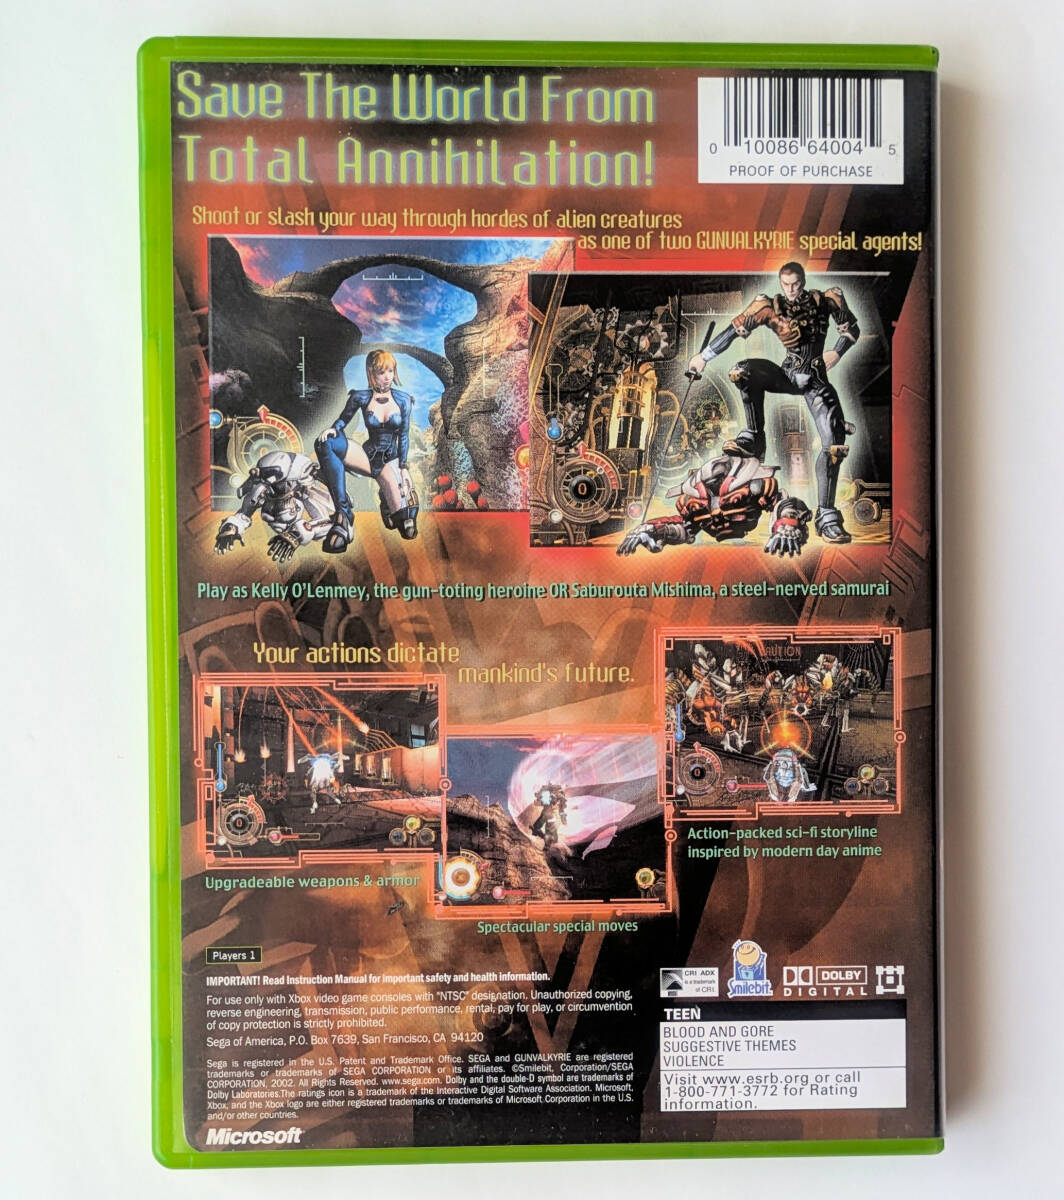 Save The World From
Total Annihilation!
0 10086 64004 5
PROOF OF PURCHASE
Shoot or slash your way through hordes of alien creatures
as one of two GUNVALKYRIE special agents!
0
0
Play as Kelly O'Lenmey, the gun-toting heroine OR Saburouta Mishima, a steel-nerved samurai
Your actions dictate
mankind's future.
CAUTION
0
0
Action-packed sci-fi storyline
inspired by modern day anime
Upgradeable weapons & armor
Spectacular special moves
Players 1
IMPORTANT! Read Instruction Manual for important safety and health information.
For use only with Xbox video game consoles with "NTSC" designation. Unauthorized copying,
reverse engineering, transmission, public performance, rental, pay for play, or circumvention
of copy protection is strictly prohibited.
Sega of America, P.O. Box 7639, San Francisco, CA 94120
Sega is registered in the U.S. Patent and Trademark Office. SEGA and GUNVALKYRIE are registered
trademarks or trademarks of SEGA CORPORATION or its affiliates. ©Smilebit, Corporation/SEGA
CORPORATION, 2002. All Rights Reserved. www.sega.com. Dolby and the double-D symbol are trademarks of
Dolby Laboratories.The ratings icon is a trademark of the Interactive Digital Software Association. Microsoft,
Xbox, and the Xbox logo are either registered trademarks or trademarks of Microsoft Corporation in the U.S.
and/or other countries.
Microsoft
CRI ADX
is a trademark
of CRI.
Smilebit
DOLBY
DIGITAL
TEEN
BLOOD AND GORE
SUGGESTIVE THEMES
VIOLENCE
Visit www.esrb.org or call
1-800-771-3772 for Rating
information.